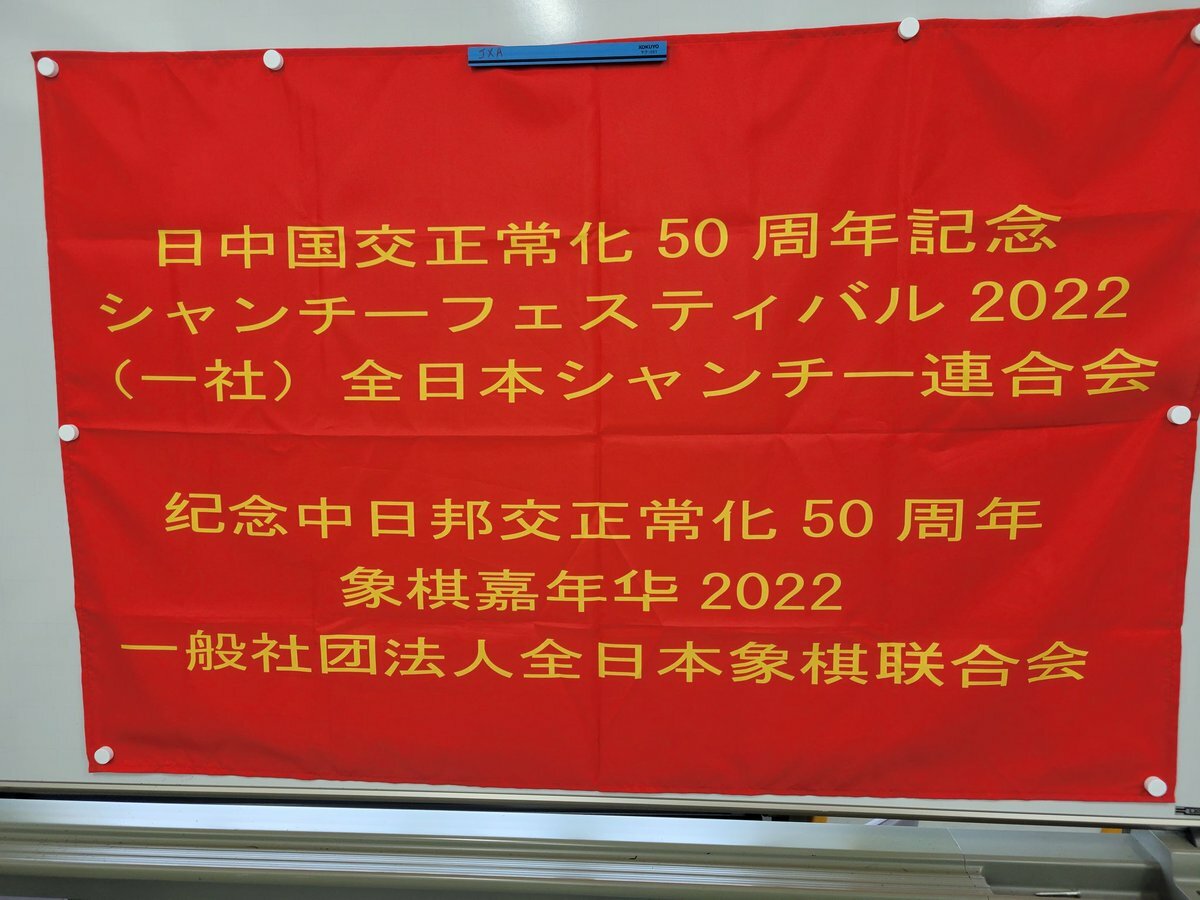 JXA
KOKUYO
日中国交正常化 50 周年記念
シャンチーフェスティバル 2022
（一社）全日本シャンチー連合会
纪念中日邦交正常化 50 周年
象棋嘉年华 2022
一般社团法人全日本象棋联合会